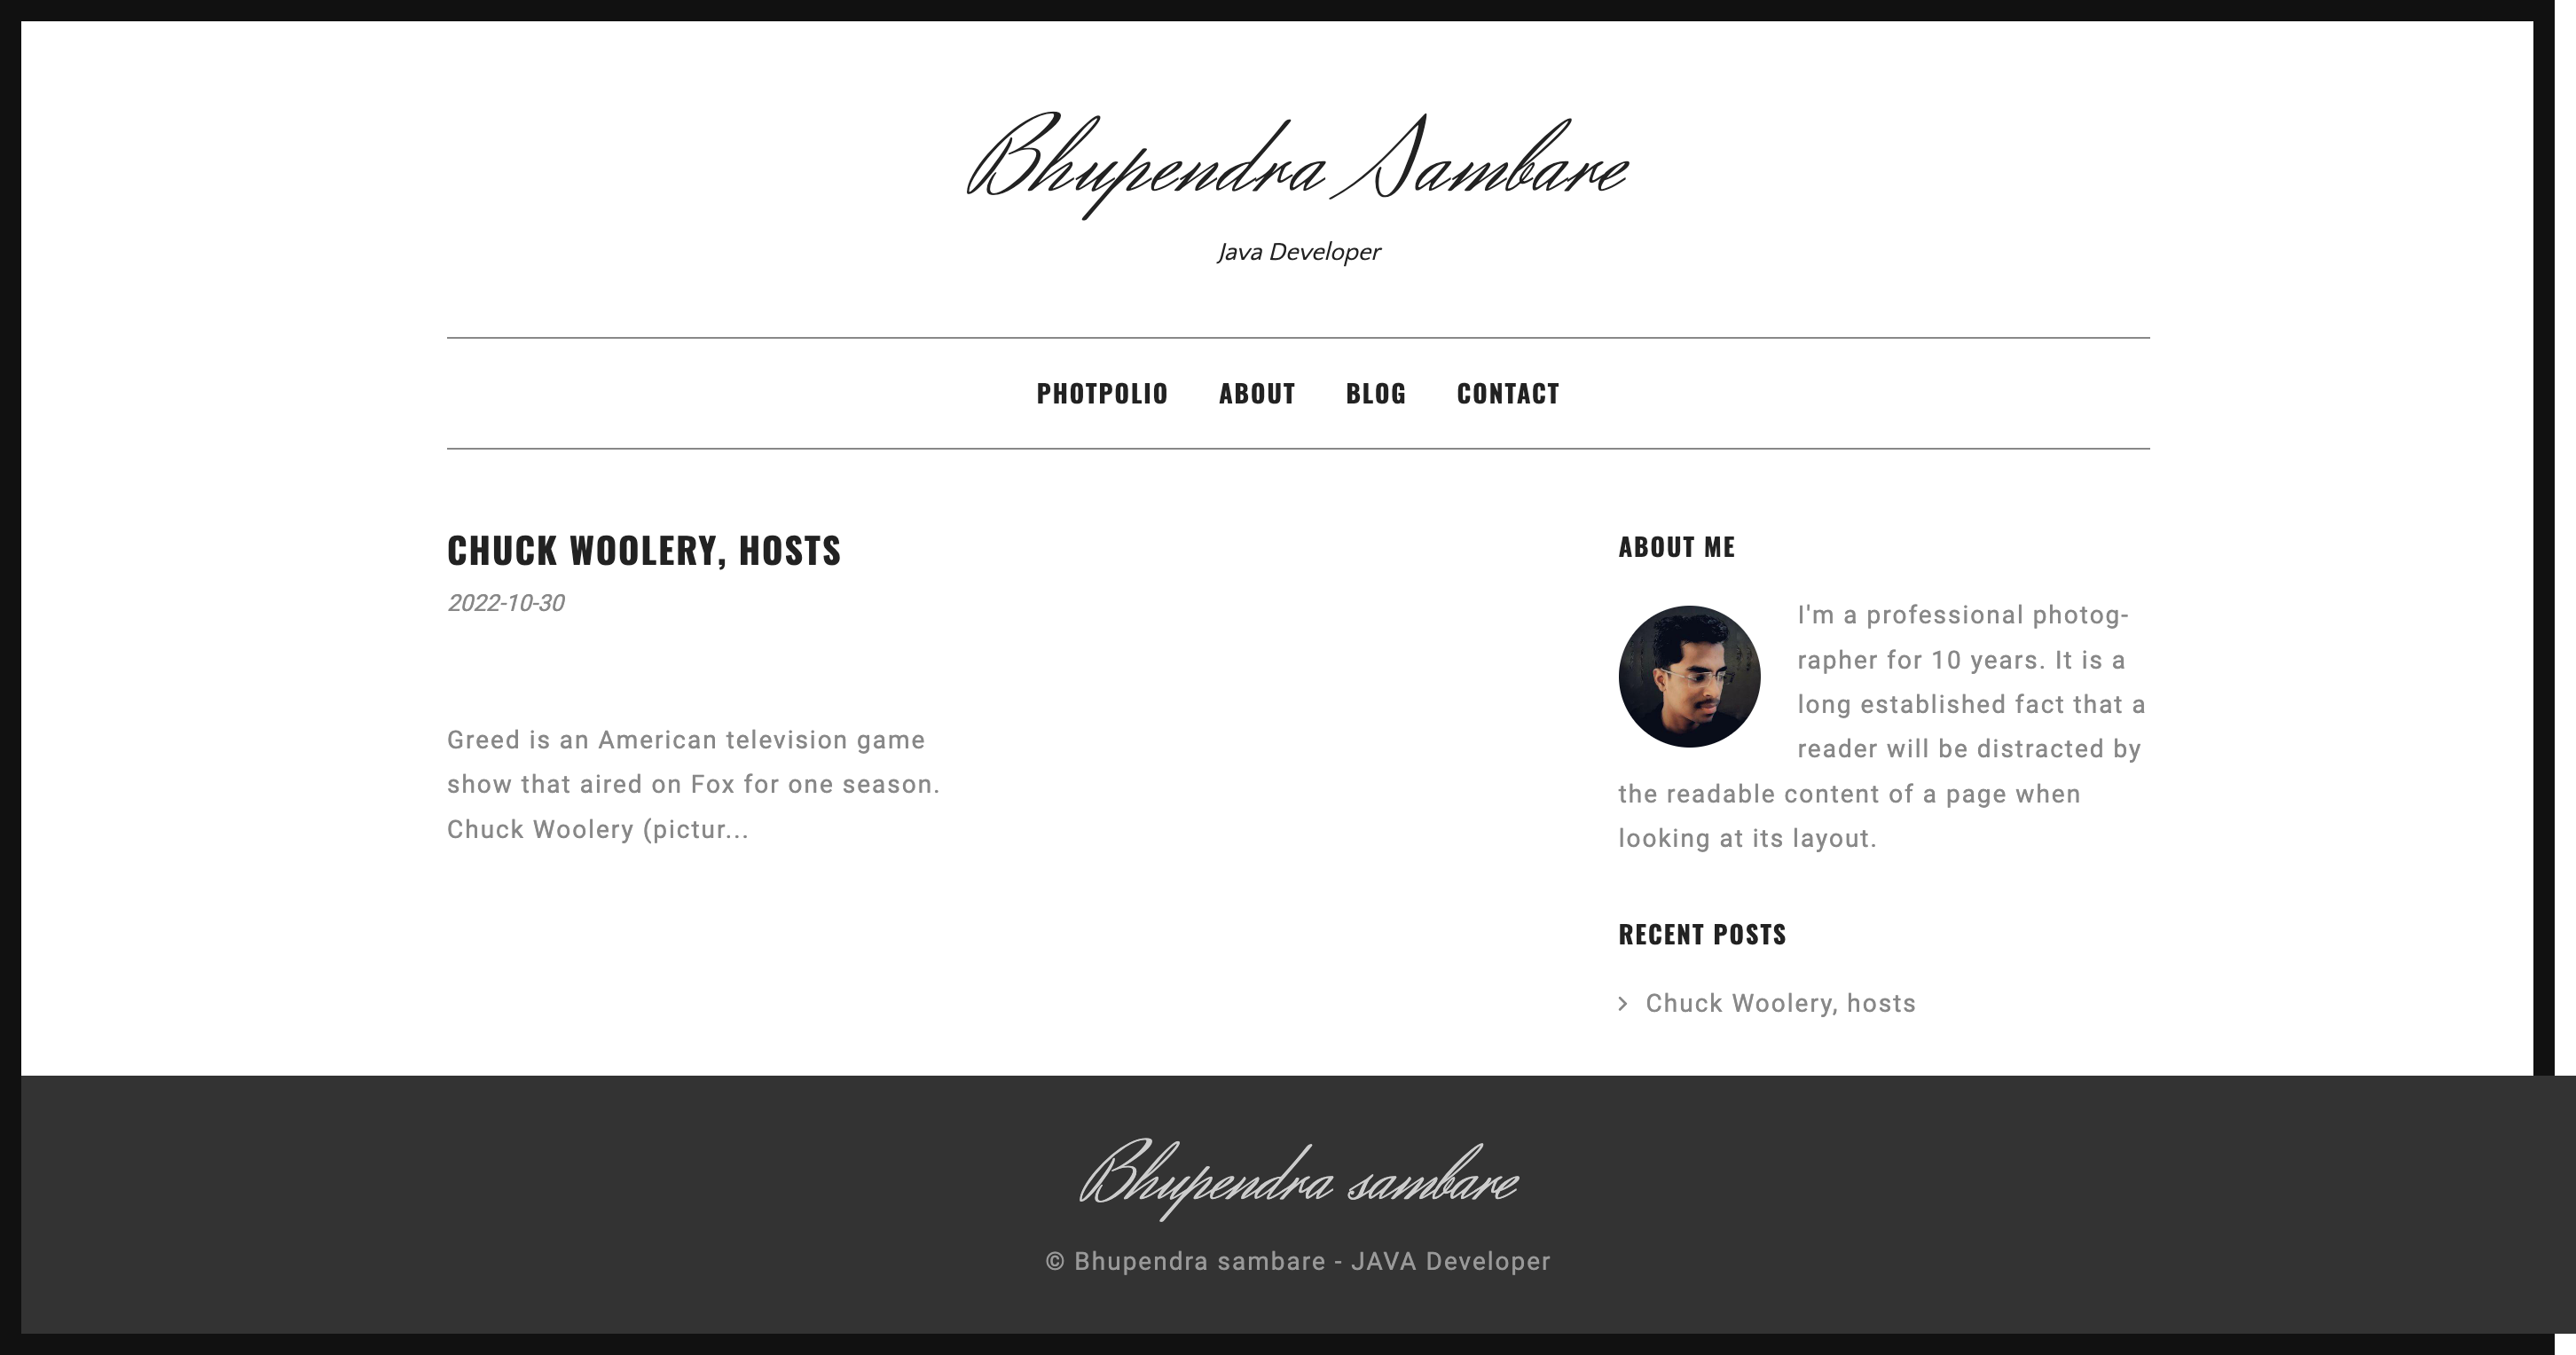 Bhupendra Sambare
Java Developer
PHOTPOLIO ABOUT BLOG CONTACT
CHUCK WOOLERY, HOSTS
2022-10-30
Greed is an American television game
show that aired on Fox for one season.
Chuck Woolery (pictur...
ABOUT ME
I'm a professional photog-
rapher for 10 years. It is a
long established fact that a
reader will be distracted by
the readable content of a page when
looking at its layout.
RECENT POSTS
Chuck Woolery, hosts
Bhupendra sambare
© Bhupendra sambare - JAVA Developer